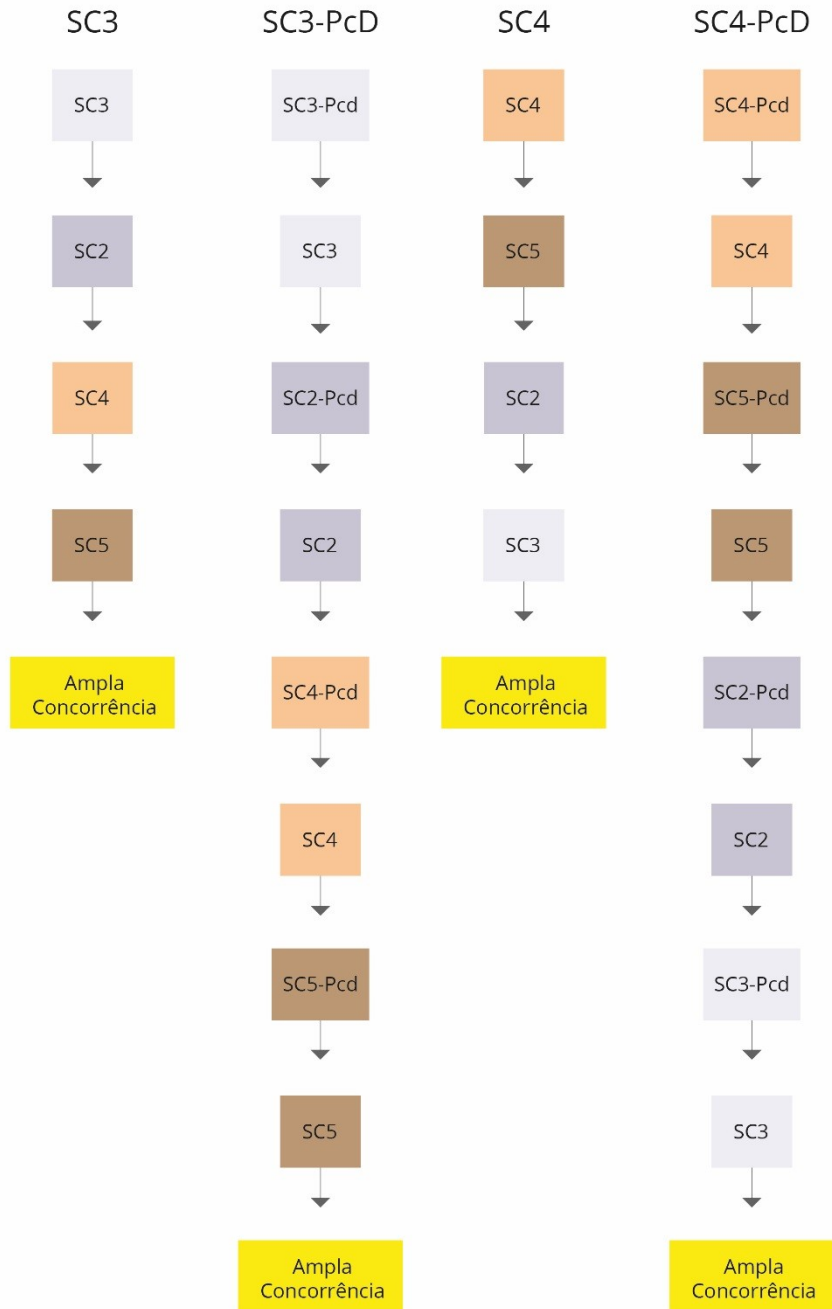 SC3
SC3
SC2
SC4
SC5
Ampla
Concorrência
SC3-PcD
SC3-Pcd
SC3
SC2-Pcd
SC2
SC4-Pcd
SC4
SC5-Pcd
SC5
Ampla
Concorrência
SC4
SC4
SC5
SC2
SC3
Ampla
Concorrência
SC4-PcD
SC4-Pcd
SC4
SC5-Pcd
SC5
SC2-Pcd
SC2
SC3-Pcd
SC3
Ampla
Concorrência